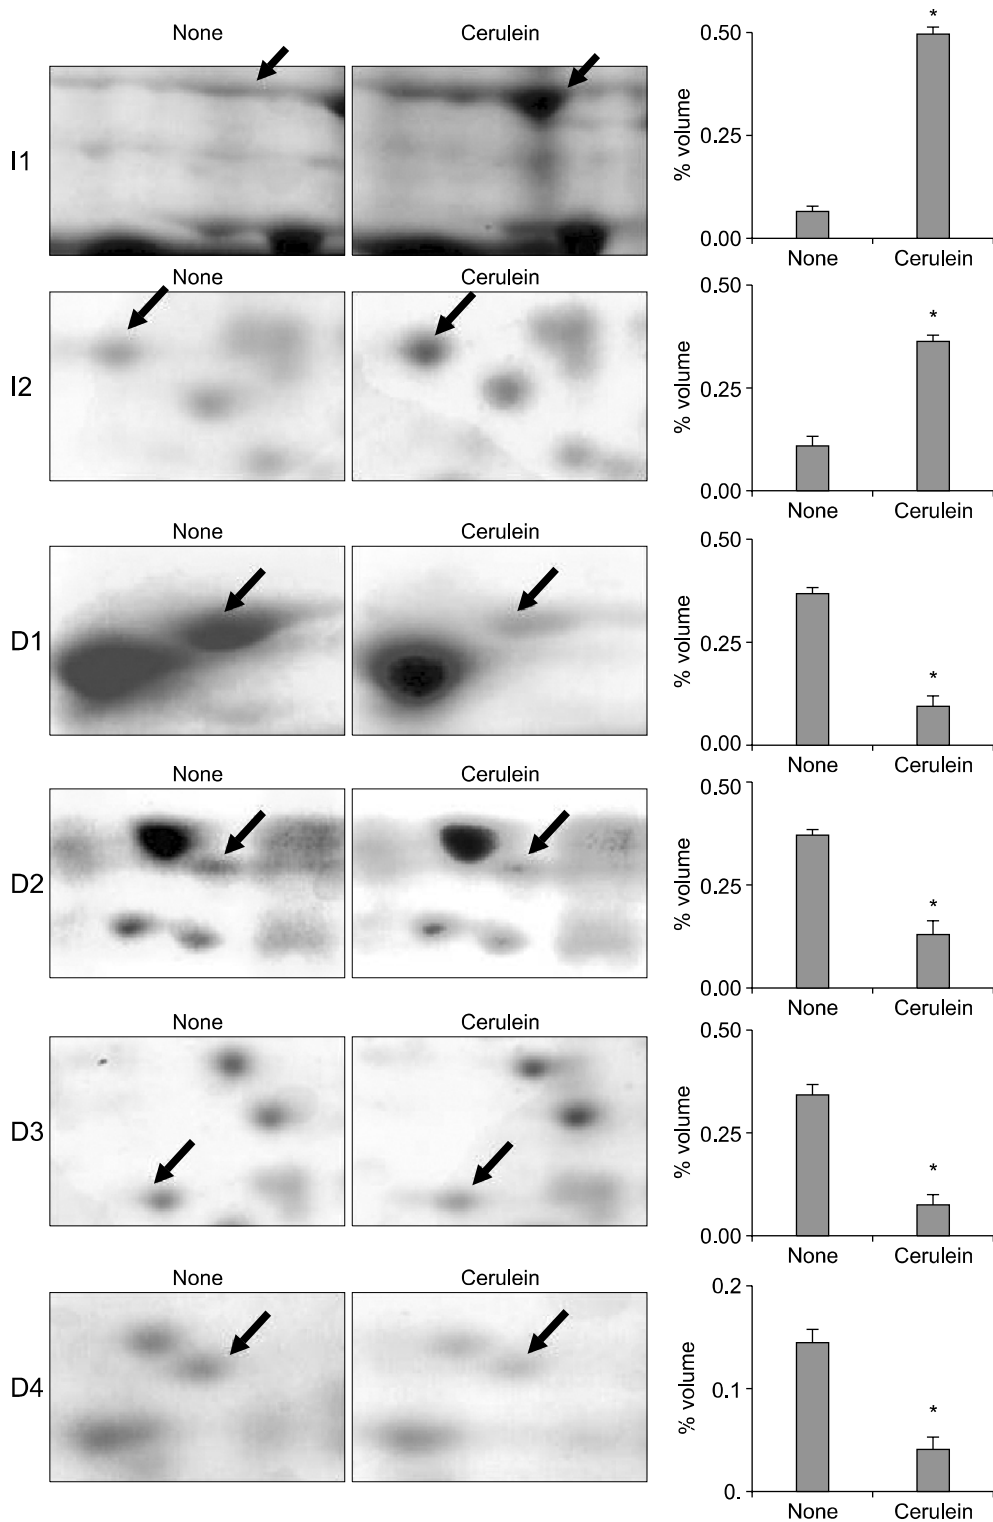 None Cerulein
I1
* 
0.50
% volume
0.25
0.00
None Cerulein
None Cerulein
I2
*
0.50
% volume
0.25
0.00
None Cerulein
None Cerulein
D1
0.50
% volume
0.25
*
0.00
None Cerulein
None Cerulein
D2
0.50
% volume
0.25
*
0.00
None Cerulein
None Cerulein
D3
0.50
% volume
0.25
*
0.00
None Cerulein
None Cerulein
D4
0.2
% volume
0.1
*
0.
None Cerulein